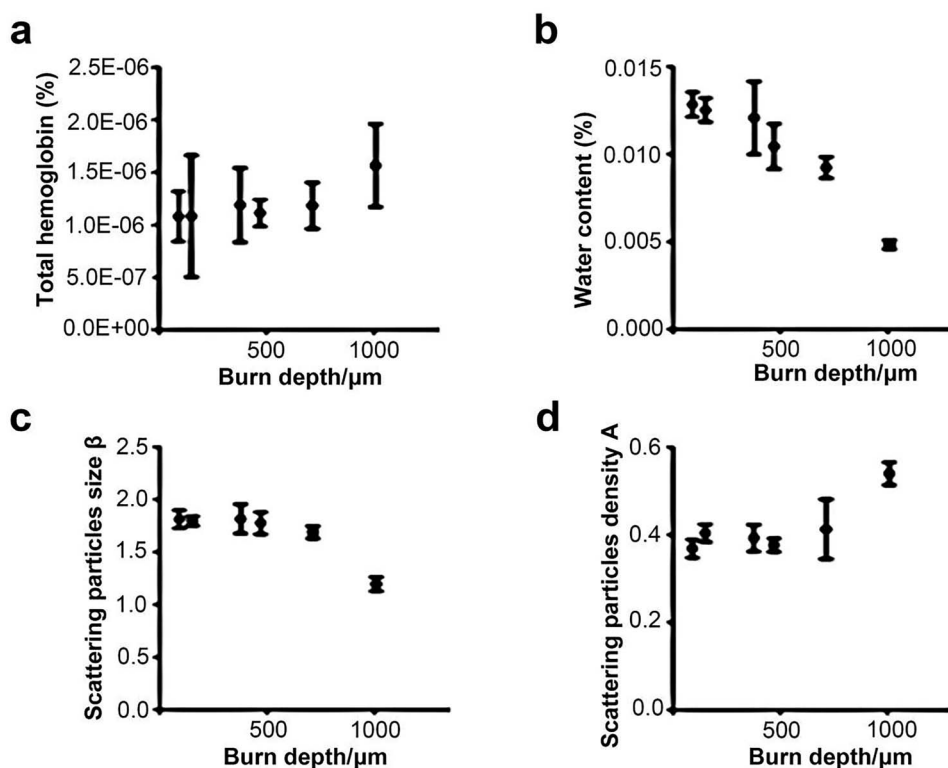 a
Total hemoglobin (%)
2.5E-06
2.0E-06
1.5E-06
1.0E-06
5.0E-07
0.0E+00
500 1000
Burn depth/µm
b
Water content (%)
0.015
0.010
0.005
0.000
500 1000
Burn depth/µm
c
Scattering particles size β
2.5
2.0
1.5
1.0
0.5
0.0
500 1000
Burn depth/µm
d
Scattering particles density A
0.6
0.4
0.2
0.0
500 1000
Burn depth/µm